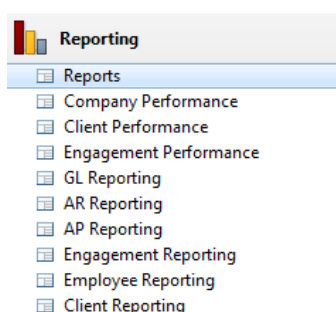 Reporting
Reports
Company Performance
Client Performance
Engagement Performance
GL Reporting
AR Reporting
AP Reporting
Engagement Reporting
Employee Reporting
Client Reporting